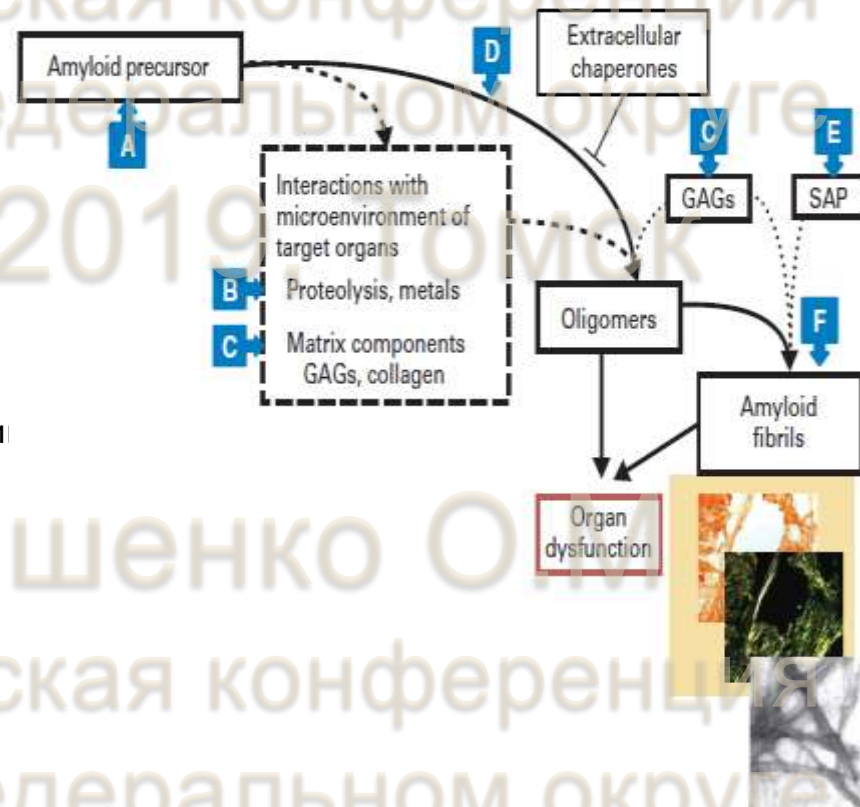 ская конференция
Amyloid precursor
D
Extracellular
chaperones
едеральном округе
A
C
E
Interactions with
microenvironment of
target organs
GAGs
SAP
2019, Томск
B
Proteolysis, metals
Oligomers
F
C
Matrix components
GAGs, collagen
Amyloid
fibrils
Organ
dysfunction
шенко О.М
ская конференция
едеральном округе